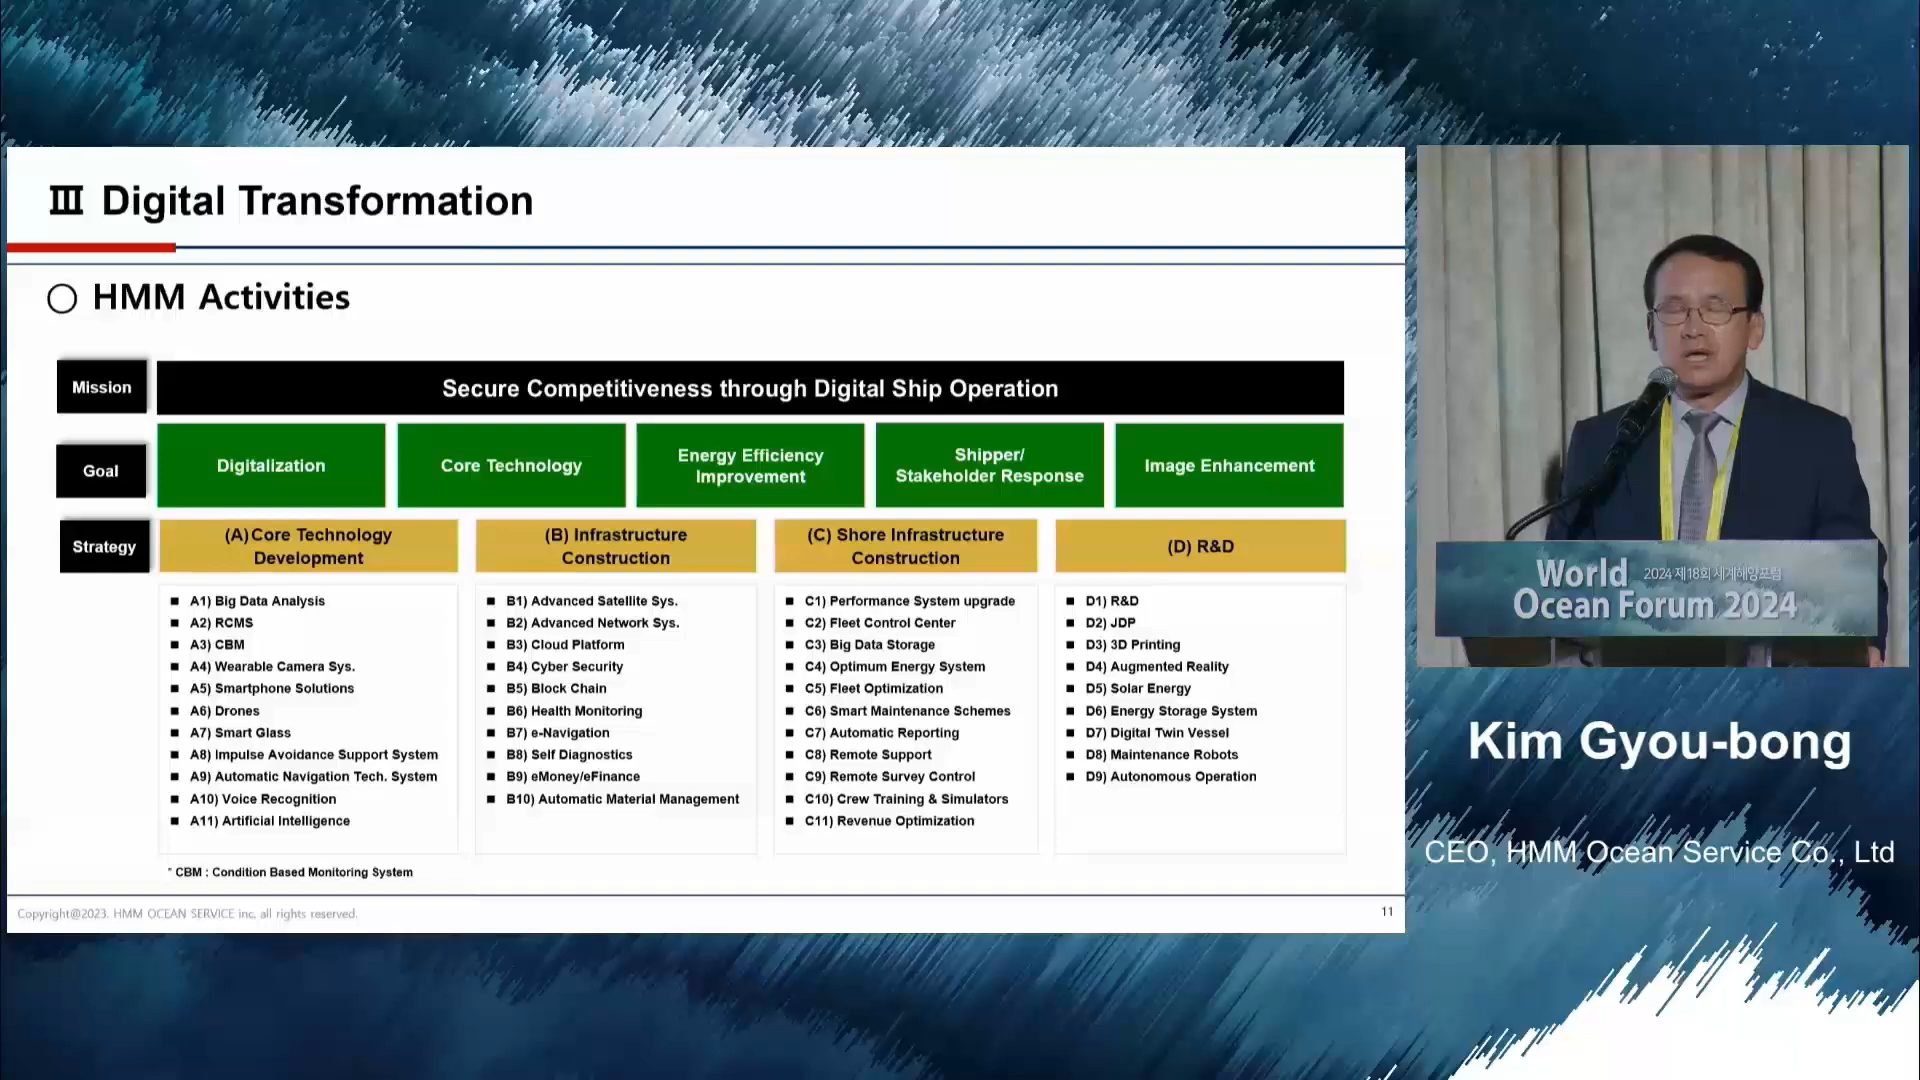 Ⅲ Digital Transformation
○ HMM Activities
Mission
Secure Competitiveness through Digital Ship Operation
Goal
Digitalization
Core Technology
Energy Efficiency
Improvement
Shipper/
Stakeholder Response
Image Enhancement
Strategy
(A)Core Technology
Development
(B) Infrastructure
Construction
(C) Shore Infrastructure
Construction
(D) R&D
■ A1) Big Data Analysis
■ A2) RCMS
■ A3) CBM
■ A4) Wearable Camera Sys.
■ A5) Smartphone Solutions
■ A6) Drones
■ A7) Smart Glass
■ A8) Impulse Avoidance Support System
■ A9) Automatic Navigation Tech. System
■ A10) Voice Recognition
■ A11) Artificial Intelligence
■ B1) Advanced Satellite Sys.
■ B2) Advanced Network Sys.
■ B3) Cloud Platform
■ B4) Cyber Security
■ B5) Block Chain
■ B6) Health Monitoring
■ B7) e-Navigation
■ B8) Self Diagnostics
■ B9) eMoney/eFinance
■ B10) Automatic Material Management
■ C1) Performance System upgrade
■ C2) Fleet Control Center
■ C3) Big Data Storage
■ C4) Optimum Energy System
■ C5) Fleet Optimization
■ C6) Smart Maintenance Schemes
■ C7) Automatic Reporting
■ C8) Remote Support
■ C9) Remote Survey Control
■ C10) Crew Training & Simulators
■ C11) Revenue Optimization
■ D1) R&D
■ D2) JDP
■ D3) 3D Printing
■ D4) Augmented Reality
■ D5) Solar Energy
■ D6) Energy Storage System
■ D7) Digital Twin Vessel
■ D8) Maintenance Robots
■ D9) Autonomous Operation
* CBM : Condition Based Monitoring System
Copyright@2023. HMM OCEAN SERVICE inc. all rights reserved.
11
World 2024 제18회 세계해양포럼
Ocean Forum 2024
Kim Gyou-bong
CEO, HMM Ocean Service Co., Ltd